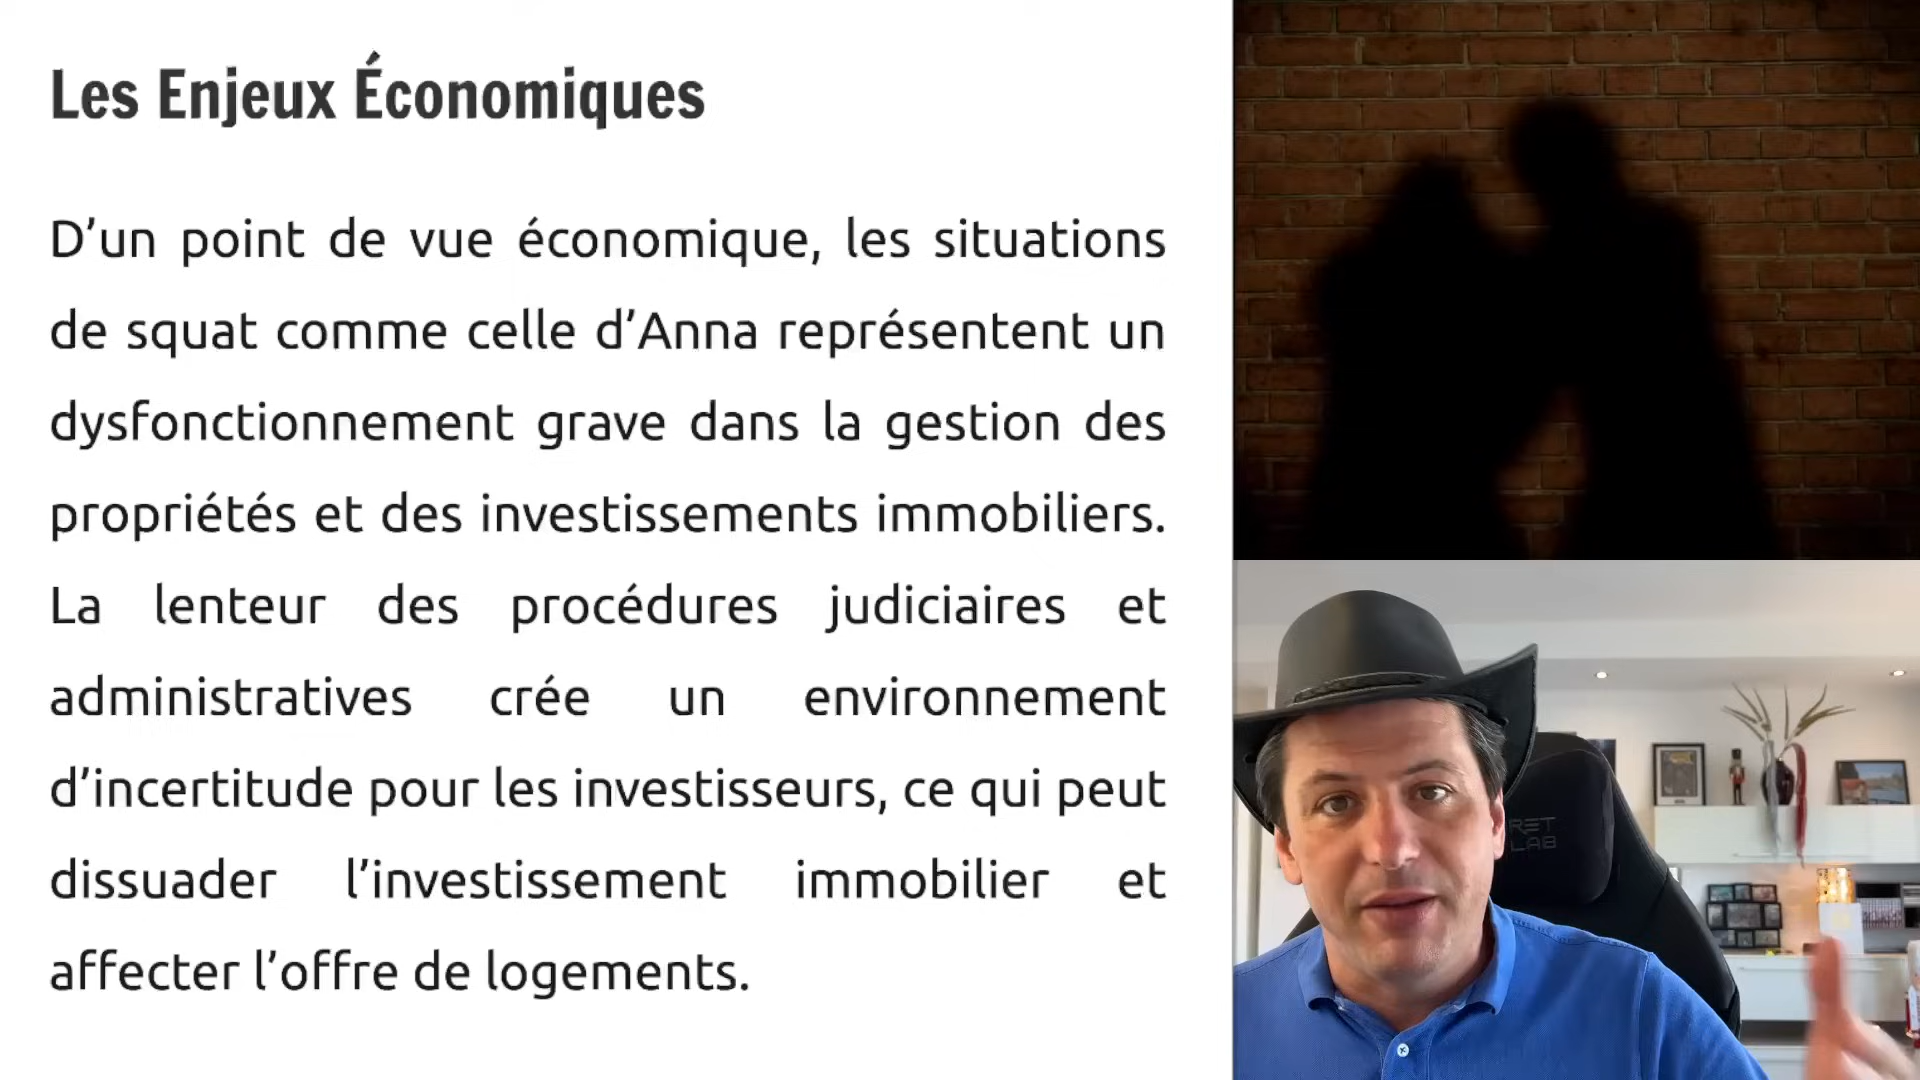 Les Enjeux Économiques
D’un point de vue économique, les situations
de squat comme celle d’Anna représentent un
dysfonctionnement grave dans la gestion des
propriétés et des investissements immobiliers.
La lenteur des procédures judiciaires et
administratives crée un environnement
d’incertitude pour les investisseurs, ce qui peut
dissuader l’investissement immobilier et
affecter l’offre de logements.
RET
LAB